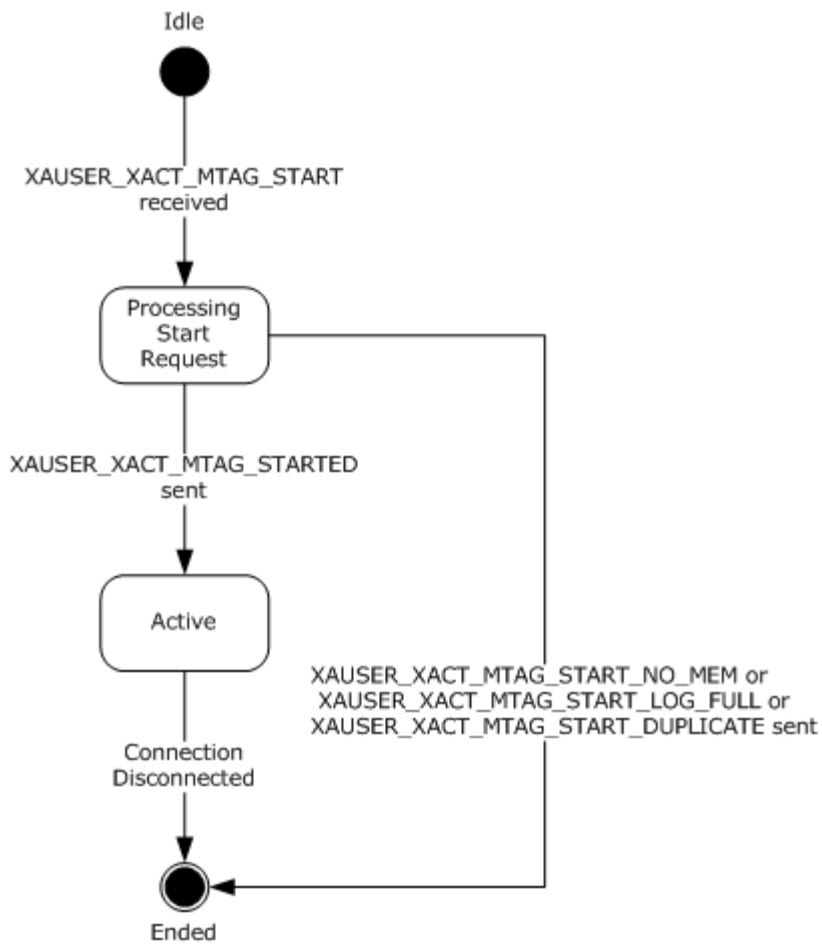 Idle
XAUSER_XACT_MTAG_START
received
Processing
Start
Request
XAUSER_XACT_MTAG_STARTED
sent
Active
XAUSER_XACT_MTAG_START_NO_MEM or
XAUSER_XACT_MTAG_START_LOG_FULL or
XAUSER_XACT_MTAG_START_DUPLICATE sent
Connection
Disconnected
Ended